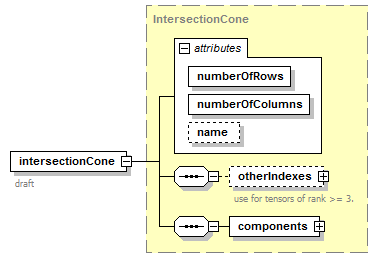 IntersectionCone
attributes
numberOfRows
numberOfColumns
name
intersectionCone
draft
otherIndexes
use for tensors of rank >= 3.
components